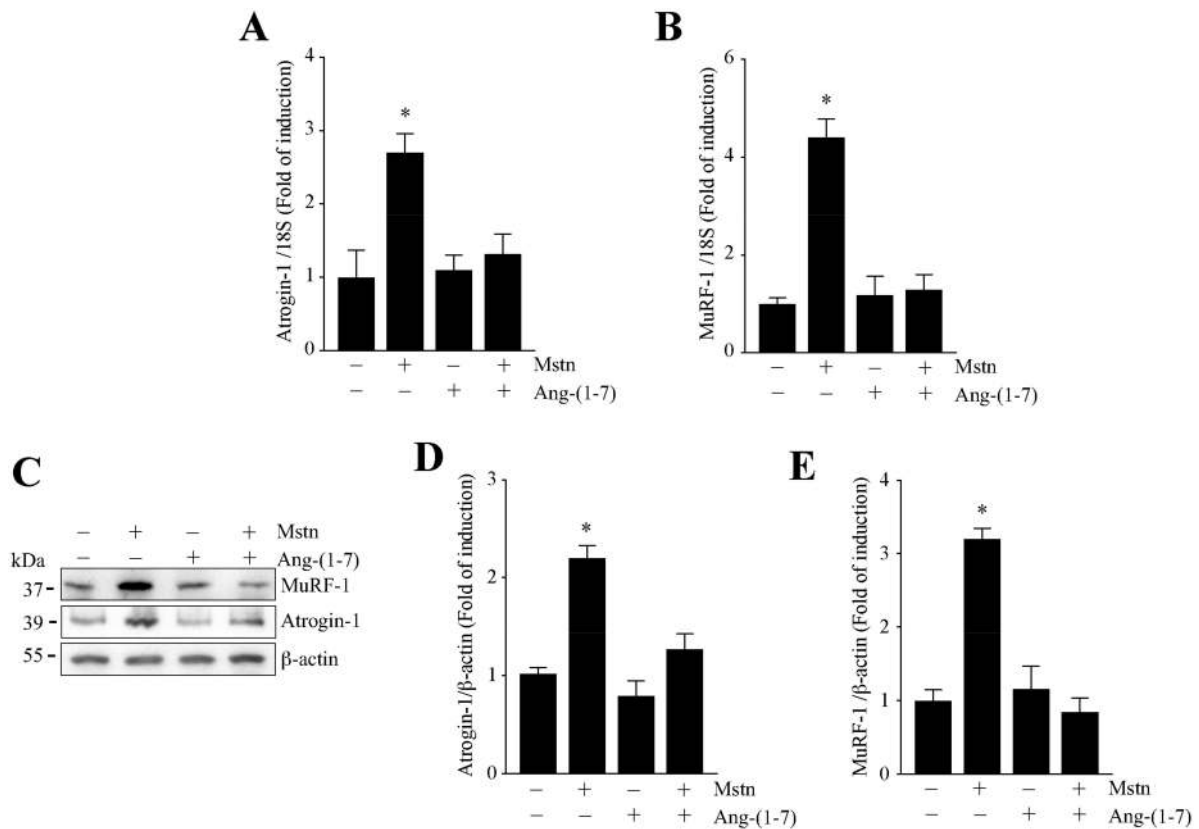 A
Atrogin-1 /18S (Fold of induction)
4
3
2
1
0
*
– + – + Mstn
– – + + Ang-(1-7)
B
MuRF-1 /18S (Fold of induction)
6
4
2
0
*
– + – + Mstn
– – + + Ang-(1-7)
C
– + – + Mstn
kDa – – + + Ang-(1-7)
37 – MuRF-1
39 – Atrogin-1
55 – β-actin
D
Atrogin-1/β-actin (Fold of induction)
3
2
1
0
*
– + – + Mstn
– – + + Ang-(1-7)
E
MuRF-1 /β-actin (Fold of induction)
4
3
2
1
0
*
– + – + Mstn
– – + + Ang-(1-7)